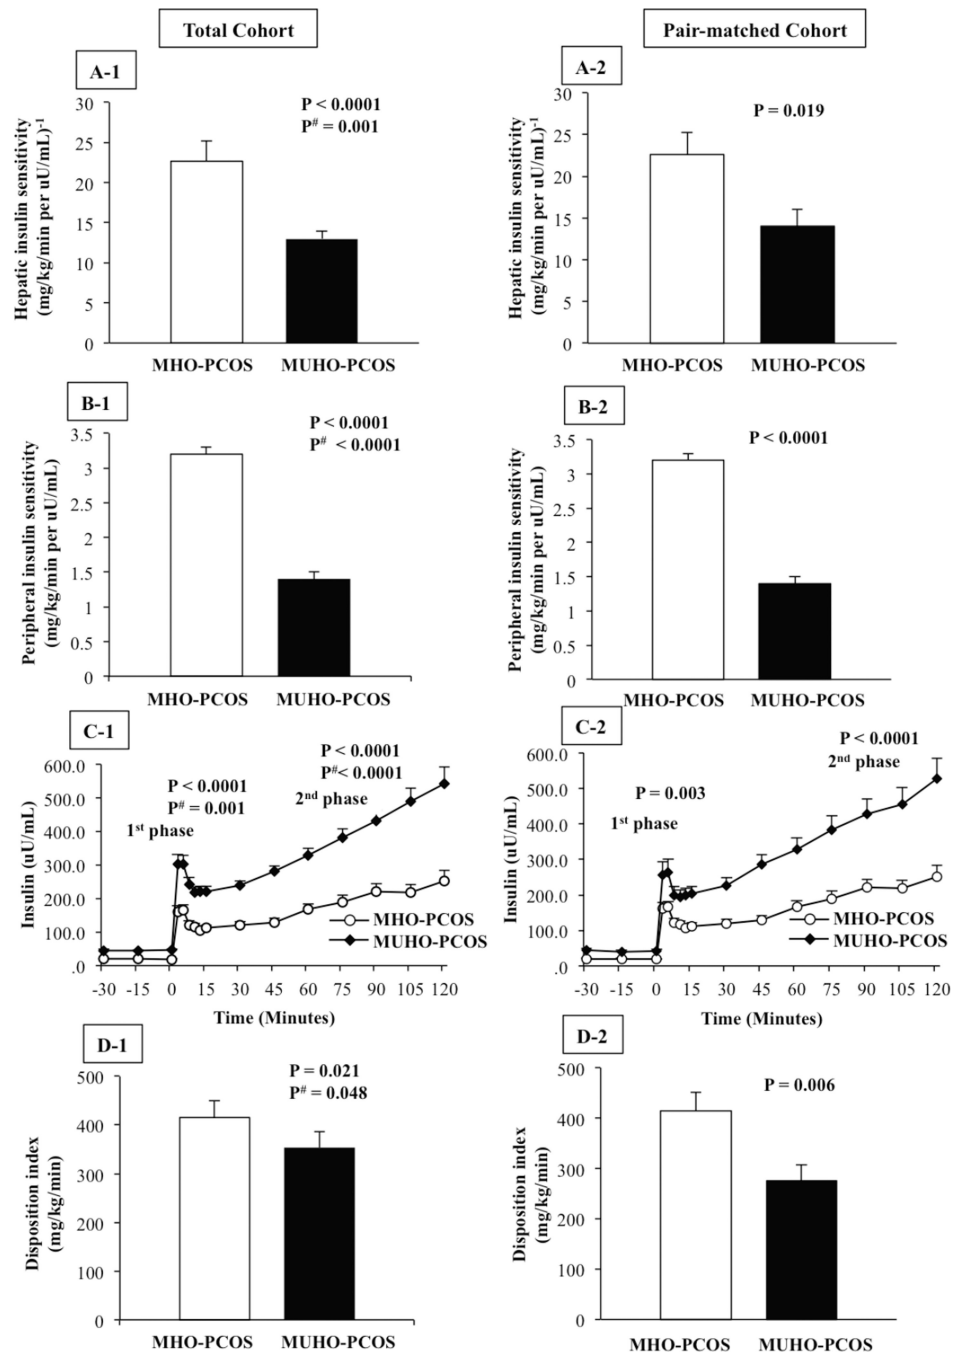 Total Cohort
Pair-matched Cohort
A-1
P < 0.0001
P# = 0.001
Hepatic insulin sensitivity
(mg/kg/min per uU/mL)-1
30
25
20
15
10
5
0
MHO-PCOS MUHO-PCOS
A-2
P = 0.019
Hepatic insulin sensitivity
(mg/kg/min per uU/mL)-1
30
25
20
15
10
5
0
MHO-PCOS MUHO-PCOS
B-1
P < 0.0001
P# < 0.0001
Peripheral insulin sensitivity
(mg/kg/min per uU/mL)
3.5
3
2.5
2
1.5
1
0.5
0
MHO-PCOS MUHO-PCOS
B-2
P < 0.0001
Peripheral insulin sensitivity
(mg/kg/min per uU/mL)
3.5
3
2.5
2
1.5
1
0.5
0
MHO-PCOS MUHO-PCOS
C-1
P < 0.0001
P# = 0.001
1st phase
P < 0.0001
P#< 0.0001
2nd phase
Insulin (uU/mL)
600.0
500.0
400.0
300.0
200.0
100.0
.0
MHO-PCOS
MUHO-PCOS
-30 -15 0 15 30 45 60 75 90 105 120
Time (Minutes)
C-2
P = 0.003
1st phase
P < 0.0001
2nd phase
Insulin (uU/mL)
600.0
500.0
400.0
300.0
200.0
100.0
.0
MHO-PCOS
MUHO-PCOS
-30 -15 0 15 30 45 60 75 90 105 120
Time (Minutes)
D-1
P = 0.021
P# = 0.048
Disposition index
(mg/kg/min)
500
400
300
200
100
0
MHO-PCOS MUHO-PCOS
D-2
P = 0.006
Disposition index
(mg/kg/min)
500
400
300
200
100
0
MHO-PCOS MUHO-PCOS